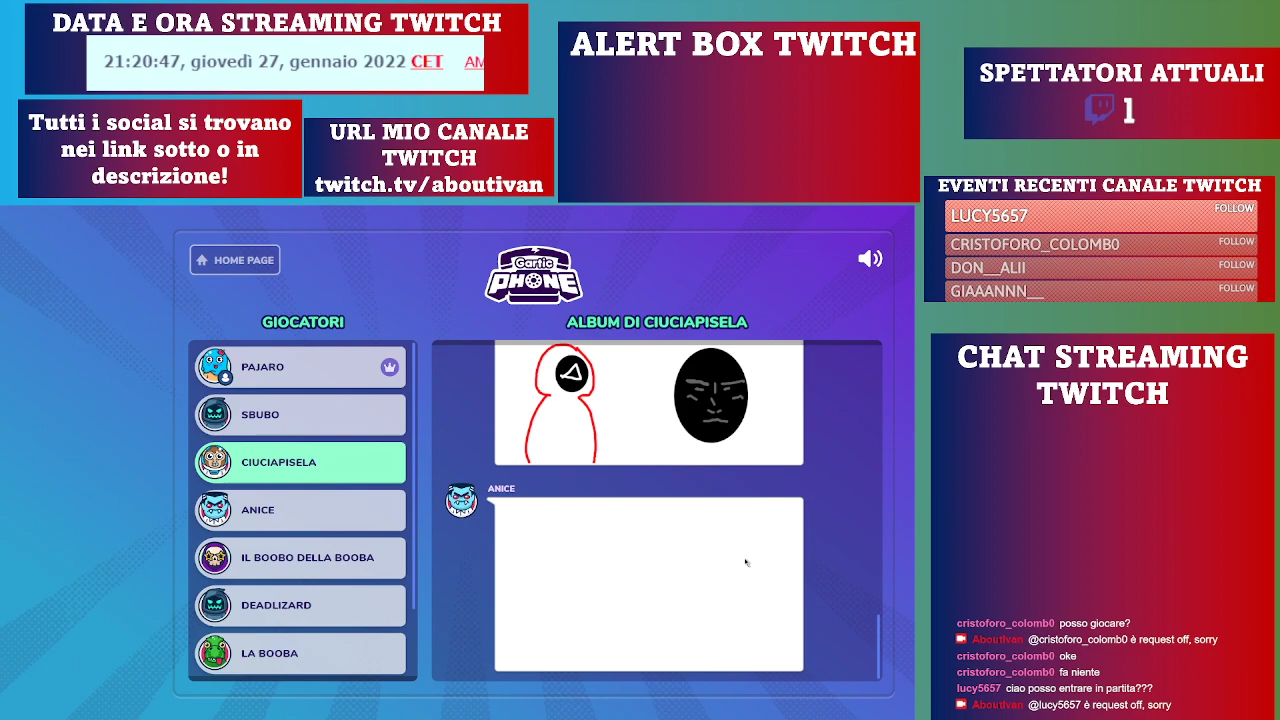 DATA E ORA STREAMING TWITCH
21:20:47, giovedì 27, gennaio 2022 CET AM
Tutti i social si trovano
nei link sotto o in
descrizione!
URL MIO CANALE
TWITCH
twitch.tv/aboutivan
ALERT BOX TWITCH
SPETTATORI ATTUALI
1
EVENTI RECENTI CANALE TWITCH
LUCY5657 FOLLOW
CRISTOFORO_COLOMB0 FOLLOW
DON__ALII FOLLOW
GIAAANNN__ FOLLOW
HOME PAGE
Gartic
PHONE
GIOCATORI
PAJARO
SBUBO
CIUCIAPISELA
ANICE
IL BOOBO DELLA BOOBA
DEADLIZARD
LA BOOBA
ALBUM DI CIUCIAPISELA
ANICE
CHAT STREAMING
TWITCH
cristoforo_colomb0 posso giocare?
AboutIvan @cristoforo_colomb0 è request off, sorry
cristoforo_colomb0 oke
cristoforo_colomb0 fa niente
lucy5657 ciao posso entrare in partita???
AboutIvan @lucy5657 è request off, sorry